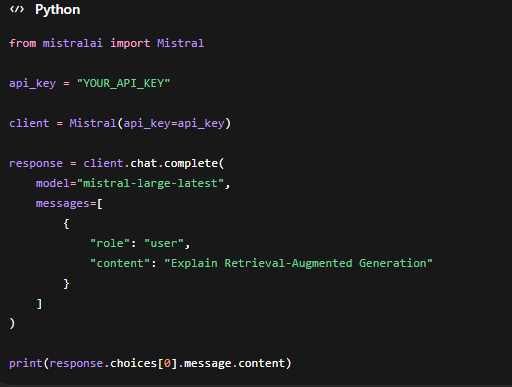 </> Python
from mistralai import Mistral
api_key = "YOUR_API_KEY"
client = Mistral(api_key=api_key)
response = client.chat.complete(
    model="mistral-large-latest",
    messages=[
        {
            "role": "user",
            "content": "Explain Retrieval-Augmented Generation"
        }
    ]
)
print(response.choices[0].message.content)